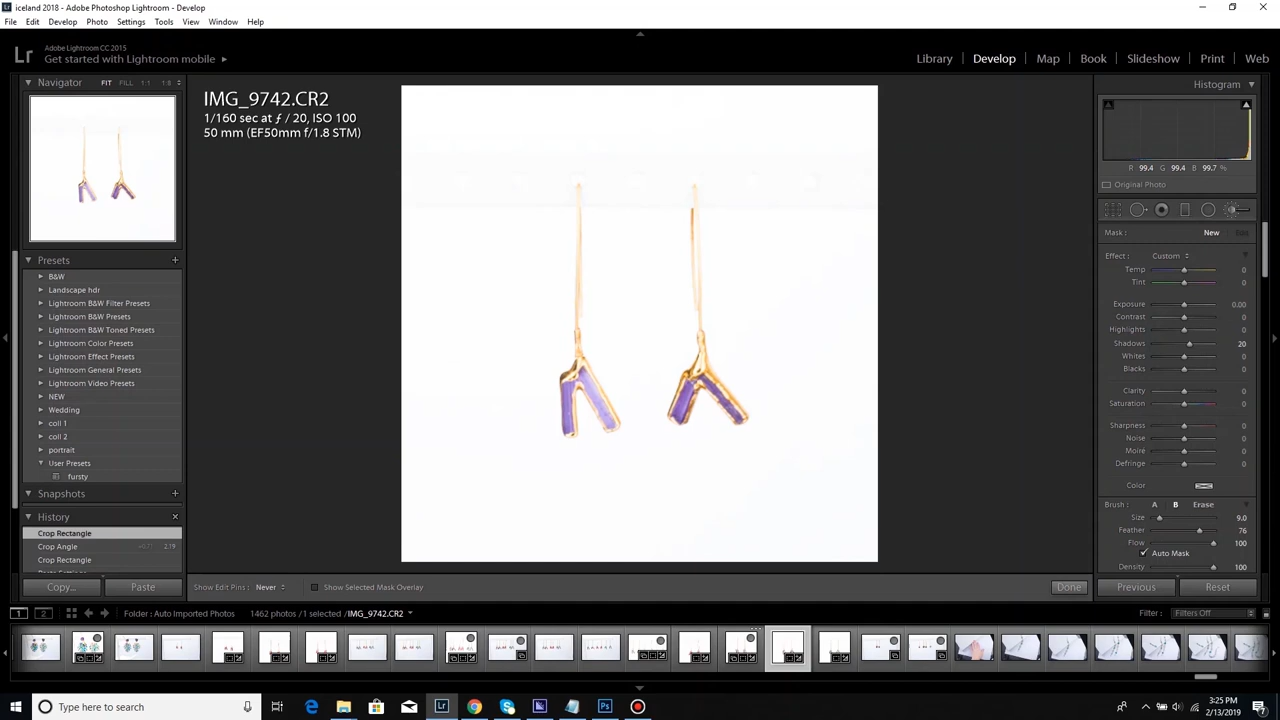 iceland 2018 - Adobe Photoshop Lightroom - Develop
File Edit Develop Photo Settings Tools View Window Help
Lr
Adobe Lightroom CC 2015
Get started with Lightroom mobile
Library Develop Map Book Slideshow Print Web
Navigator FIT FILL 1:1 1:8
Histogram
IMG_9742.CR2
1/160 sec at ƒ / 20, ISO 100
50 mm (EF50mm f/1.8 STM)
R 99.4 G 99.4 B 99.7 %
Original Photo
Mask : New Edit
Effect : Custom
Temp 0
Tint 0
Exposure 0.00
Contrast 0
Highlights 0
Shadows 20
Whites 0
Blacks 0
Clarity 0
Saturation 0
Sharpness 0
Noise 0
Moiré 0
Defringe 0
Color
Brush : A B Erase
Size 9.0
Feather 76
Flow 100
Auto Mask
Density 100
Presets
B&W
Landscape hdr
Lightroom B&W Filter Presets
Lightroom B&W Presets
Lightroom B&W Toned Presets
Lightroom Color Presets
Lightroom Effect Presets
Lightroom General Presets
Lightroom Video Presets
NEW
Wedding
coll 1
coll 2
portrait
User Presets
fursty
Snapshots
History
Crop Rectangle
Crop Angle 2.19
Crop Rectangle
Copy... Paste
Show Edit Pins : Never Show Selected Mask Overlay Done
Previous Reset
1 2 Folder : Auto Imported Photos 1462 photos / 1 selected / IMG_9742.CR2 Filter : Filters Off
Type here to search
3:25 PM
2/13/2019